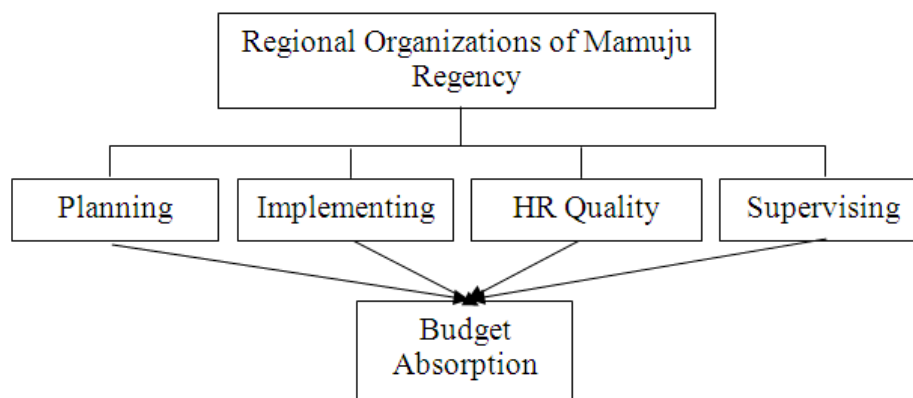 Regional Organizations of Mamuju
Regency
Planning
Implementing
HR Quality
Supervising
Budget
Absorption